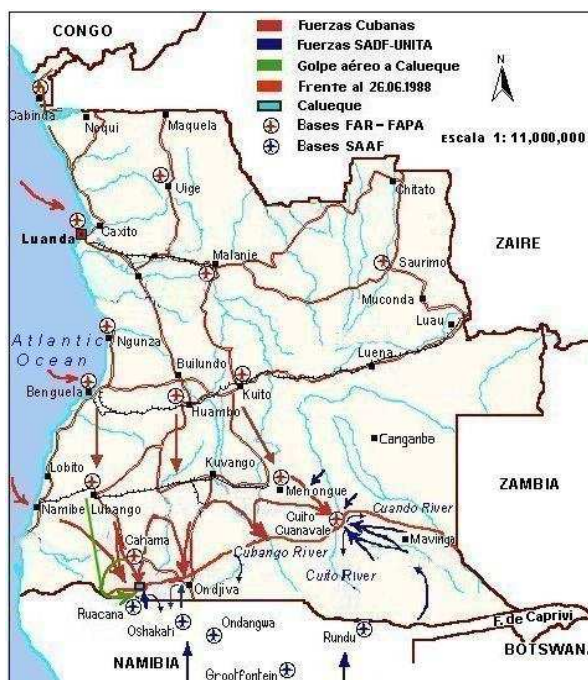 CONGO
Fuerzas Cubanas
Fuerzas SADF-UNITA
Golpe aéreo a Calueque
Frente al 26.06.1988
Calueque
Bases FAR-FAPA
Bases SAAF
N
Escala 1: 11,000,000
Cabinda
Noqui
Maquela
Uige
Chitato
Luanda
Caxito
Malanje
Saurimo
ZAIRE
Muconda
Luau
Atlantic
Ocean
Ngunza
Builundo
Luena
Benguela
Huambo
Kuito
Canganba
Lobito
Kuvango
Menongue
ZAMBIA
Namibe
Lubango
Cuito
Cuanavale
Cuando River
Mavinga
Cahama
Cubango River
Cuito River
Ondjiva
Ruacana
Oshakati
Ondangwa
Rundu
F. de Caprivi
BOTSWANA
NAMIBIA
Grootfontein